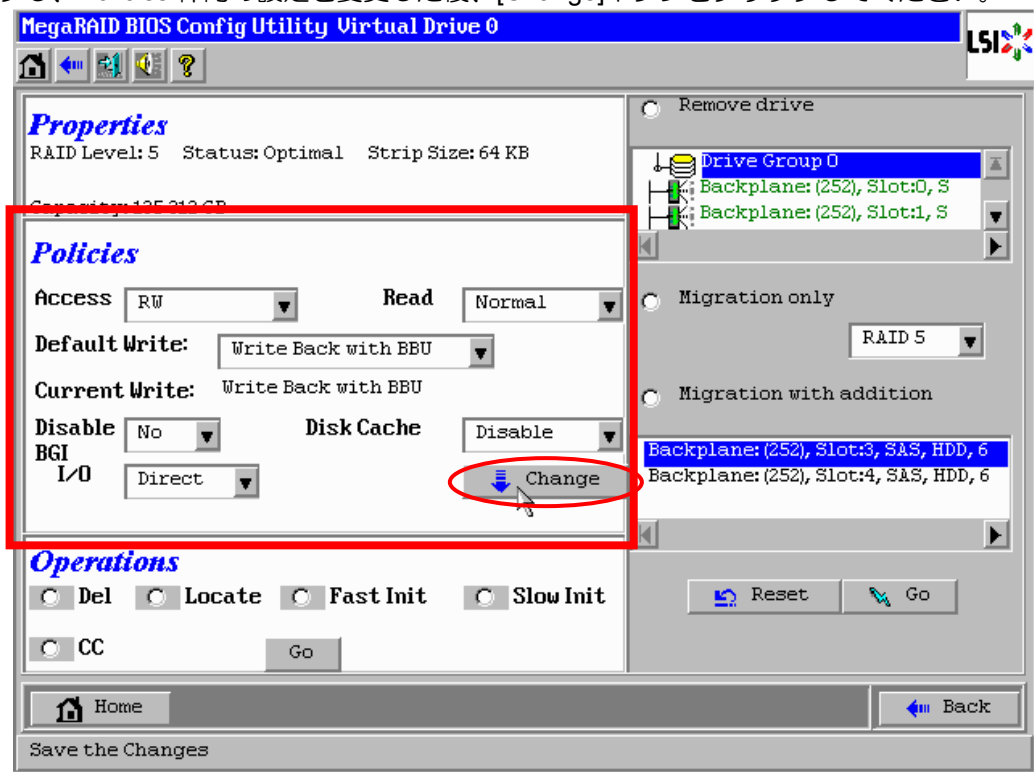 MegaRAID BIOS Config Utility Virtual Drive 0
LSI
Properties
RAID Level: 5 Status: Optimal Strip Size: 64 KB
Policies
Access RW Read Normal
Default Write: Write Back with BBU
Current Write: Write Back with BBU
Disable BGI No Disk Cache Disable
I/O Direct Change
Operations
Del Locate Fast Init Slow Init
CC Go
Remove drive
Drive Group 0
Backplane: (252), Slot:0, S
Backplane: (252), Slot:1, S
Migration only
RAID 5
Migration with addition
Backplane: (252), Slot:3, SAS, HDD, 6
Backplane: (252), Slot:4, SAS, HDD, 6
Reset Go
Home Back
Save the Changes